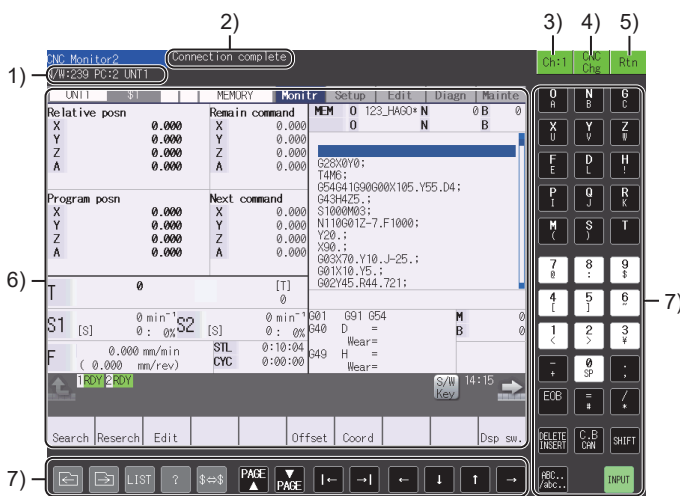 2) 3) 4) 5)
CNC Monitor2 Connection complete Ch:1 CNC Chg Rtn
1) N/W:239 PC:2 UNT1
UNT1 $1 MEMORY Monitr Setup Edit Diagn Mainte
Relative posn Remain command MEM O 123_HAGO* N 0 B 0
X 0.000 X 0.000 O N B
Y 0.000 Y 0.000
Z 0.000 Z 0.000
A 0.000 A 0.000
G28X0Y0;
T4M6;
G54G41G90G00X105.Y55.D4;
G43H4Z5.;
S1000M03;
N110G01Z-7.F1000;
Y20.;
X90.;
G03X70.Y10.J-25.;
G01X10.Y5.;
G02Y45.R44.721;
Program posn Next command
X 0.000 X 0.000
Y 0.000 Y 0.000
Z 0.000 Z 0.000
A 0.000 A 0.000
6)
T 0 [T] 0
S1 [S] 0 min⁻¹ 0: 0% S2 [S] 0 min⁻¹ 0: 0%
F 0.000 mm/min STL 0:10:04
( 0.000 mm/rev) CYC 0:00:00
G01 G91 G54 M 0
G40 D = B 0
Wear=
G49 H =
Wear=
1RDY 2RDY S/W Key 14:15
Search Reserch Edit Offset Coord Dsp sw.
7) LIST ? $⇔$ PAGE ▲ ▼ PAGE |← →| ← ↓ ↑ →
O A N B G C
X U Y V Z W
F E D L H !
P I Q J R K
M ( S ) T
7 @ 8 : 9 $
4 [ 5 ] 6 ~
7)
1 < 2 > 3 ¥
- + 0 SP . ,
EOB = # / *
DELETE INSERT C.B CAN SHIFT
ABC.. /abc.. INPUT